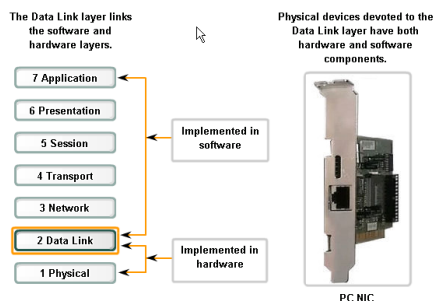 The Data Link layer links
the software and
hardware layers.
Physical devices devoted to the
Data Link layer have both
hardware and software
components.
7 Application
6 Presentation
5 Session
4 Transport
3 Network
2 Data Link
1 Physical
Implemented in
software
Implemented in
hardware
PC NIC